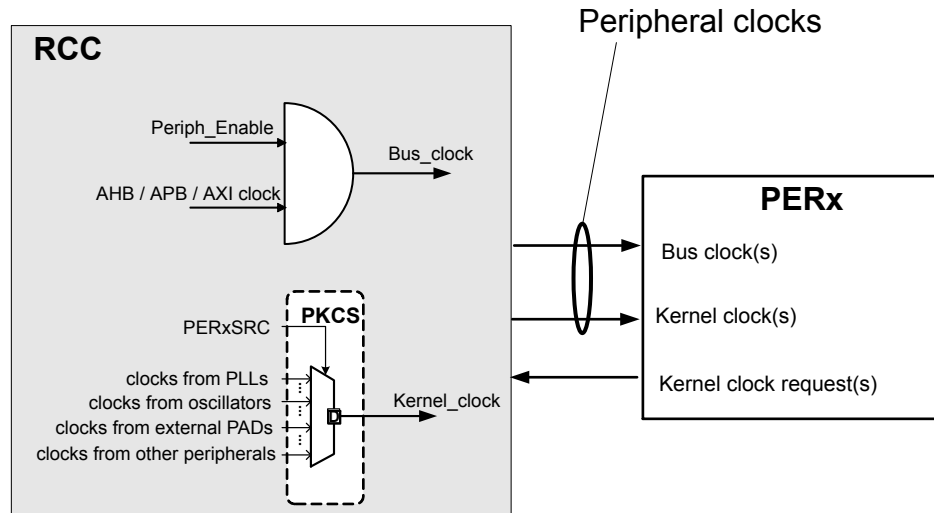 Peripheral clocks
RCC
Periph_Enable
Bus_clock
AHB / APB / AXI clock
PERx
Bus clock(s)
Kernel clock(s)
Kernel clock request(s)
PKCS
PERxSRC
clocks from PLLs
clocks from oscillators
Kernel_clock
clocks from external PADs
clocks from other peripherals
D